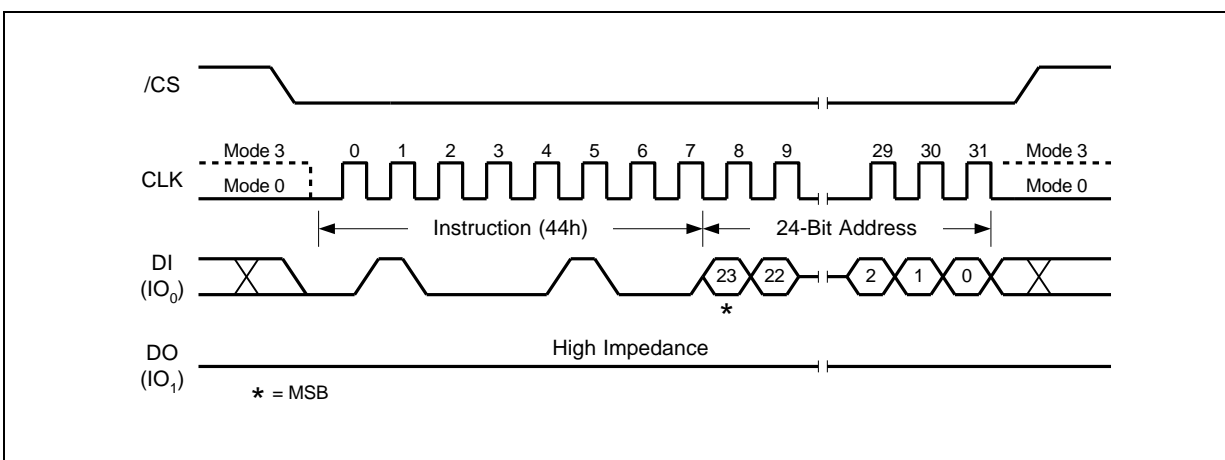 /CS
Mode 3 0 1 2 3 4 5 6 7 8 9 29 30 31 Mode 3
CLK
Mode 0 Mode 0
Instruction (44h) 24-Bit Address
DI
(IO0)
23 22 2 1 0
*
High Impedance
DO
(IO1)
* = MSB